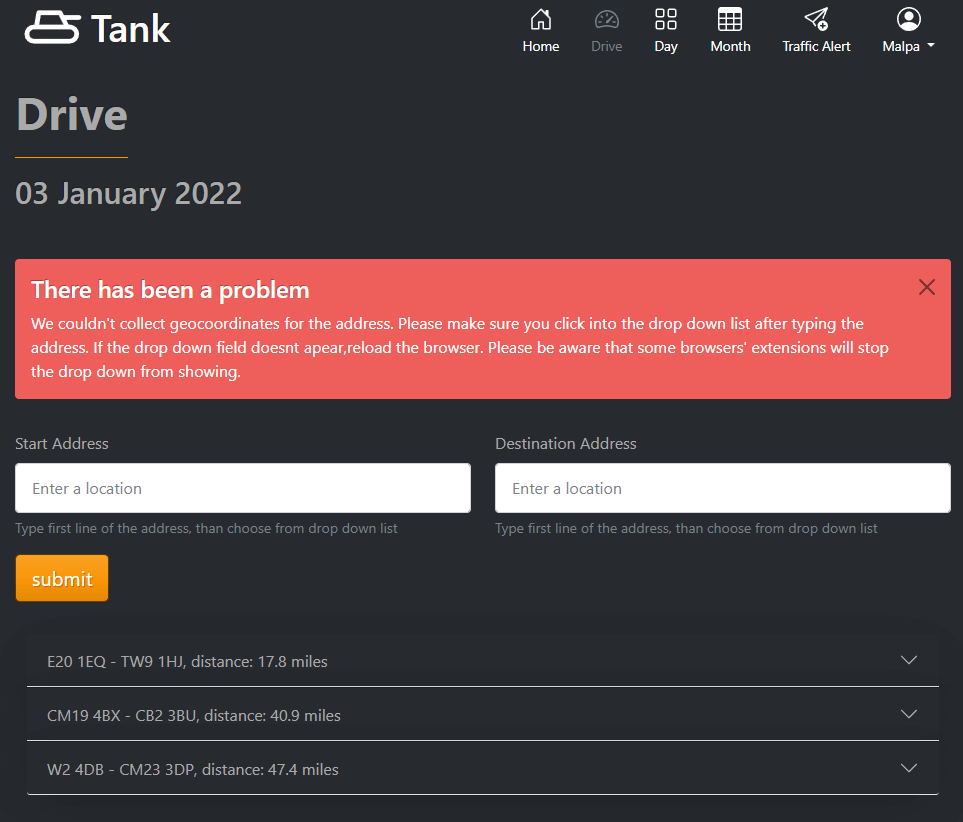 Tank
Home Drive Day Month Traffic Alert Malpa
Drive
03 January 2022
There has been a problem
We couldn't collect geocoordinates for the address. Please make sure you click into the drop down list after typing the
address. If the drop down field doesnt apear,reload the browser. Please be aware that some browsers' extensions will stop
the drop down from showing.
Start Address
Enter a location
Type first line of the address, than choose from drop down list
Destination Address
Enter a location
Type first line of the address, than choose from drop down list
submit
E20 1EQ - TW9 1HJ, distance: 17.8 miles
CM19 4BX - CB2 3BU, distance: 40.9 miles
W2 4DB - CM23 3DP, distance: 47.4 miles